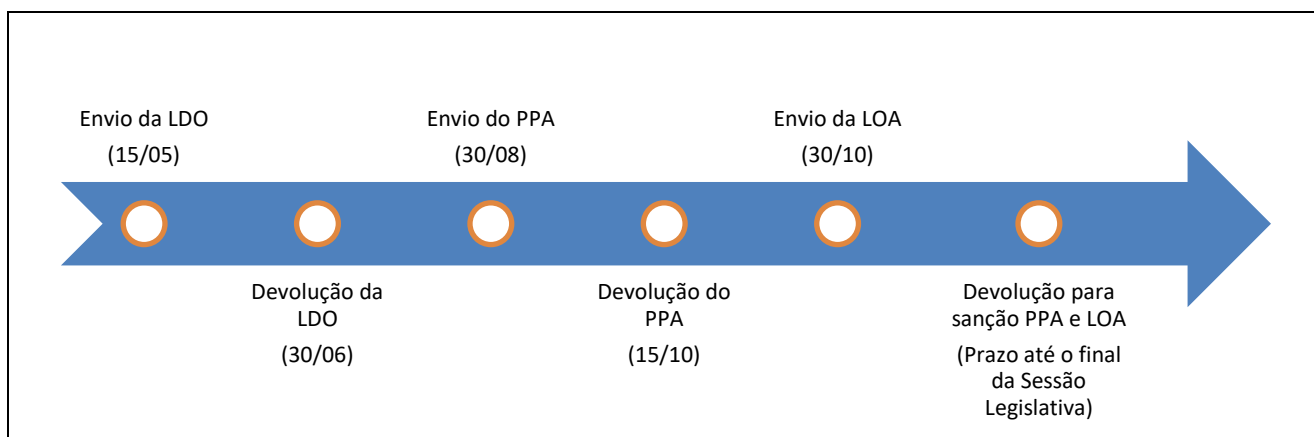 Envio da LDO
(15/05)
Envio do PPA
(30/08)
Envio da LOA
(30/10)
Devolução da
LDO
(30/06)
Devolução do
PPA
(15/10)
Devolução para
sanção PPA e LOA
(Prazo até o final
da Sessão
Legislativa)